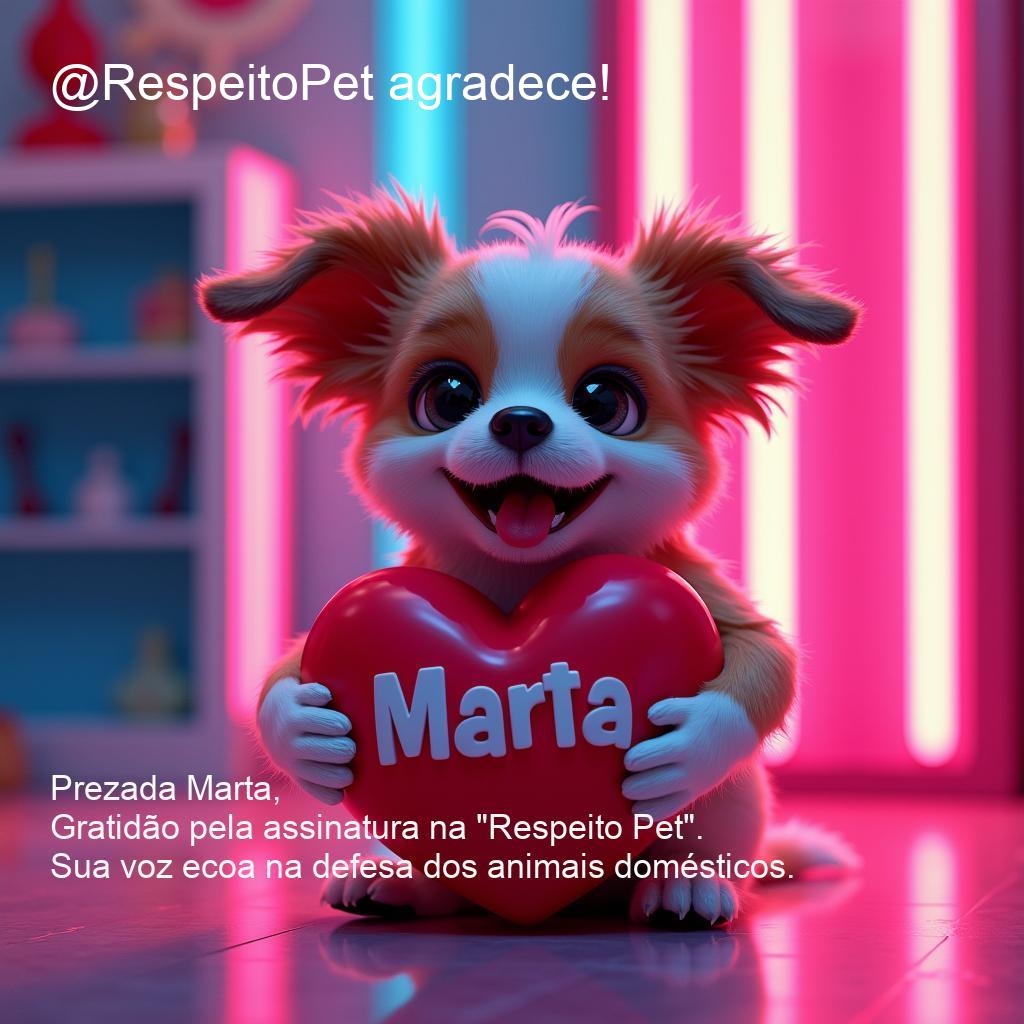 @RespeitoPet agradece!
Marta
Prezada Marta,
Gratidão pela assinatura na "Respeito Pet".
Sua voz ecoa na defesa dos animais domésticos.